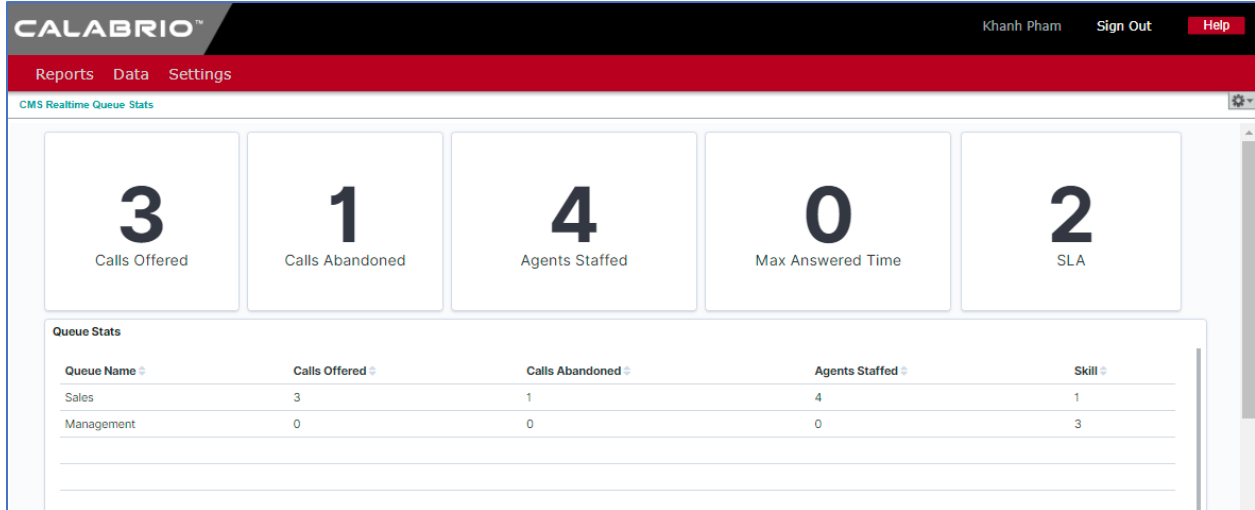 CALABRIO™ Khanh Pham Sign Out Help
Reports Data Settings
CMS Realtime Queue Stats
3 1 4 0 2
Calls Offered Calls Abandoned Agents Staffed Max Answered Time SLA
Queue Stats
Queue Name Calls Offered Calls Abandoned Agents Staffed Skill
Sales 3 1 4 1
Management 0 0 0 3